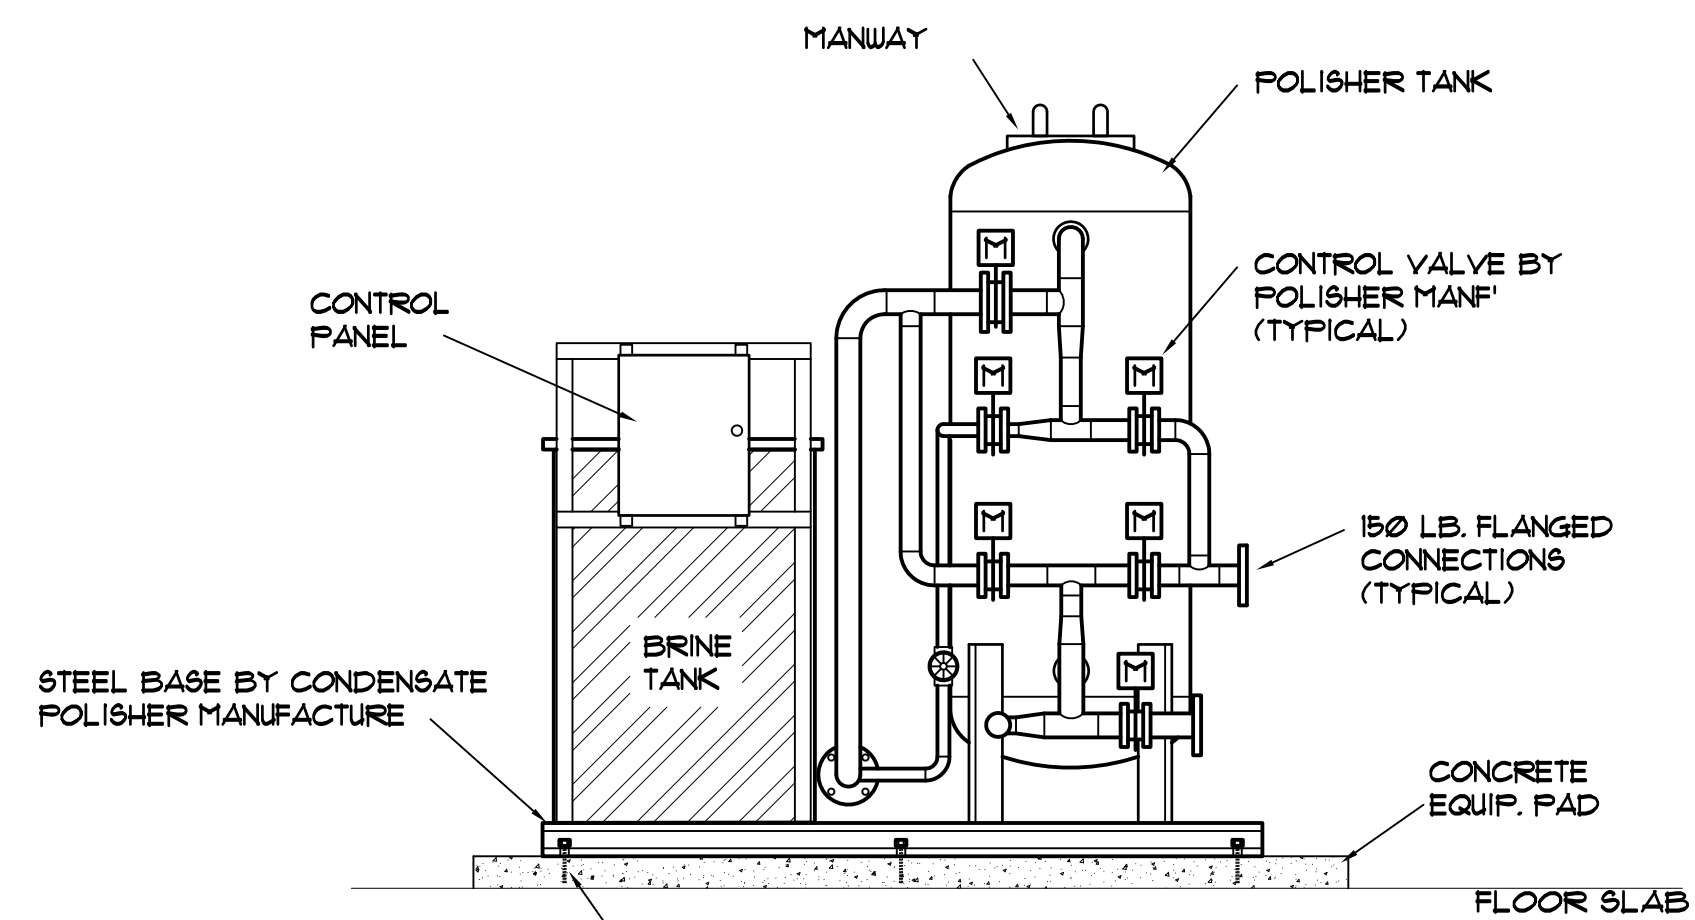 MANWAY
POLISHER TANK
CONTROL VALVE BY
POLISHER MANF'
(TYPICAL)
CONTROL
PANEL
M
M
M
M
M
M
150 LB. FLANGED
CONNECTIONS
(TYPICAL)
BRINE
TANK
STEEL BASE BY CONDENSATE
POLISHER MANUFACTURE
CONCRETE
EQUIP. PAD
FLOOR SLAB